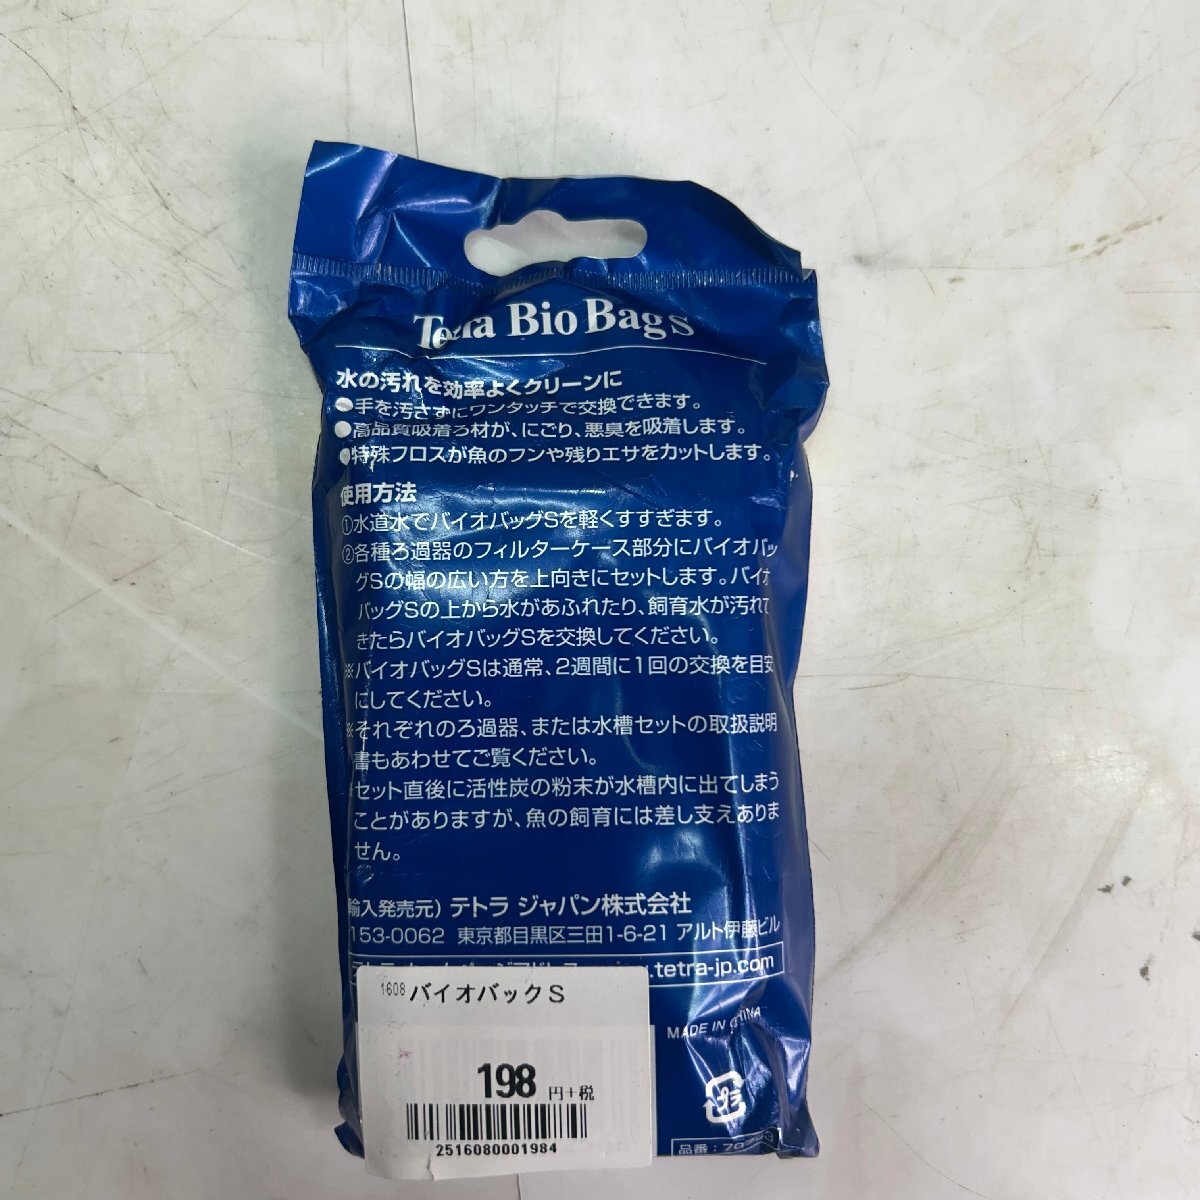 Tetra Bio Bags
水の汚れを効率よくクリーンに
●手を汚さずにワンタッチで交換できます。
●高品質吸着ろ材が、にごり、悪臭を吸着します。
●特殊フロスが魚のフンや残りエサをカットします。
使用方法
①水道水でバイオバッグSを軽くすすぎます。
②各種ろ過器のフィルターケース部分にバイオバッ
グSの幅の広い方を上向きにセットします。バイオ
バッグSの上から水があふれたり、飼育水が汚れて
きたらバイオバッグSを交換してください。
※バイオバッグSは通常、2週間に1回の交換を目安
にしてください。
※それぞれのろ過器、または水槽セットの取扱説明
書もあわせてご覧ください。
※セット直後に活性炭の粉末が水槽内に出てしまう
ことがありますが、魚の飼育には差し支えありま
せん。
輸入発売元) テトラ ジャパン株式会社
153-0062 東京都目黒区三田1-6-21 アルト伊藤ビル
.tetra-jp.com
1608 バイオバックS
MADE IN CHINA
198 円+税
プラ
2516080001984
品番: